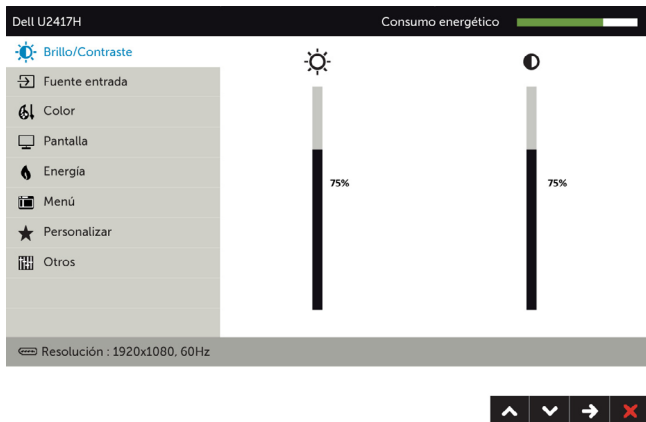 Dell U2417H
Consumo energético
Brillo/Contraste
Fuente entrada
Color
Pantalla
Energía
Menú
Personalizar
Otros
75%
75%
Resolución : 1920x1080, 60Hz